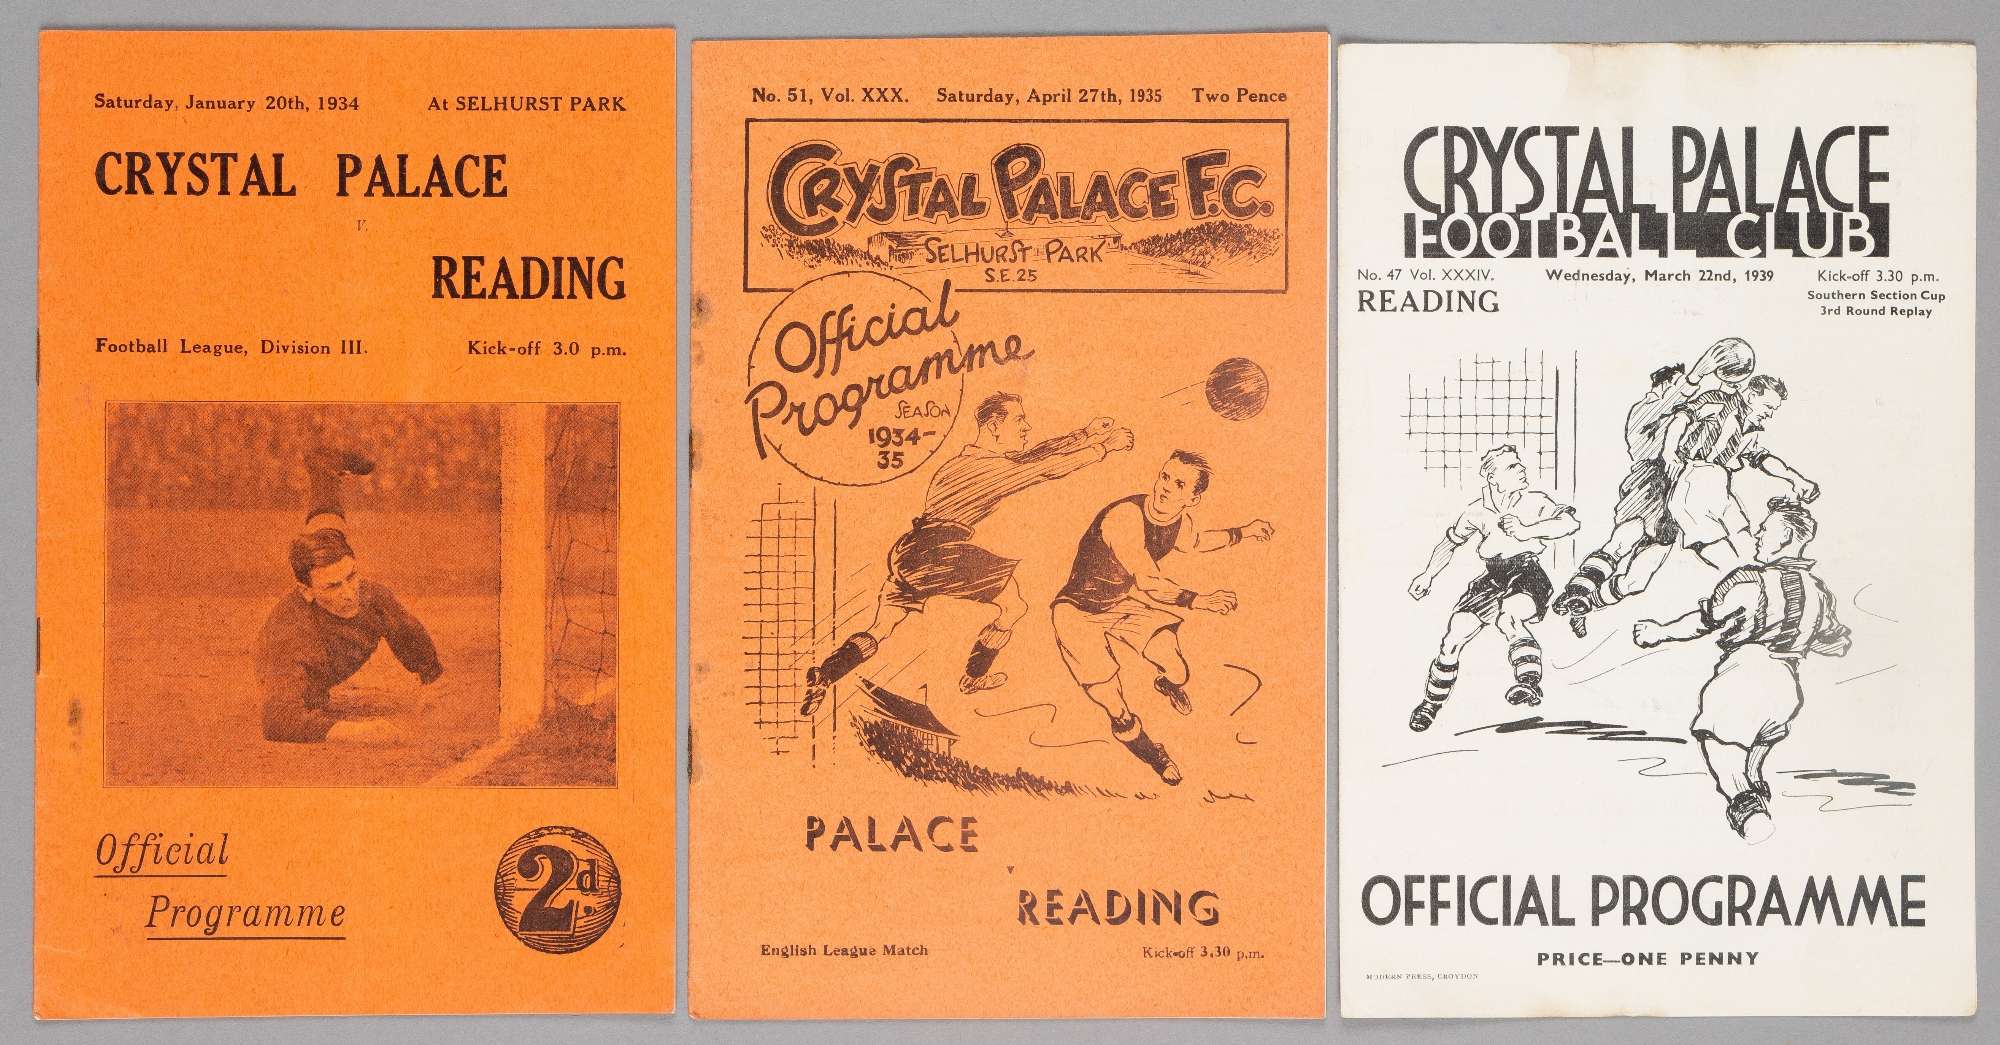 Saturday, January 20th, 1934 At SELHURST PARK
CRYSTAL PALACE
v.
READING
Football League, Division III. Kick-off 3.0 p.m.
Official
Programme
2d.
No. 51, Vol. XXX. Saturday, April 27th, 1935 Two Pence
CRYSTAL PALACE F.C.
SELHURST PARK
S.E.25
Official
Programme
SEASON
1934-
35
PALACE
v
READING
English League Match Kick-off 3.30 p.m.
CRYSTAL PALACE
FOOTBALL CLUB
No. 47 Vol. XXXIV. Wednesday, March 22nd, 1939 Kick-off 3.30 p.m.
READING Southern Section Cup
3rd Round Replay
OFFICIAL PROGRAMME
PRICE—ONE PENNY
MODERN PRESS, CROYDON